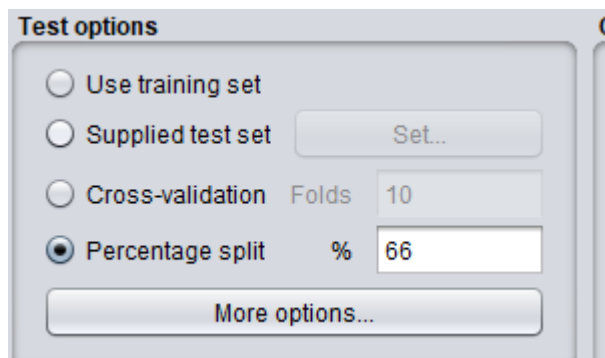 Test options
Use training set
Supplied test set Set...
Cross-validation Folds 10
Percentage split % 66
More options...